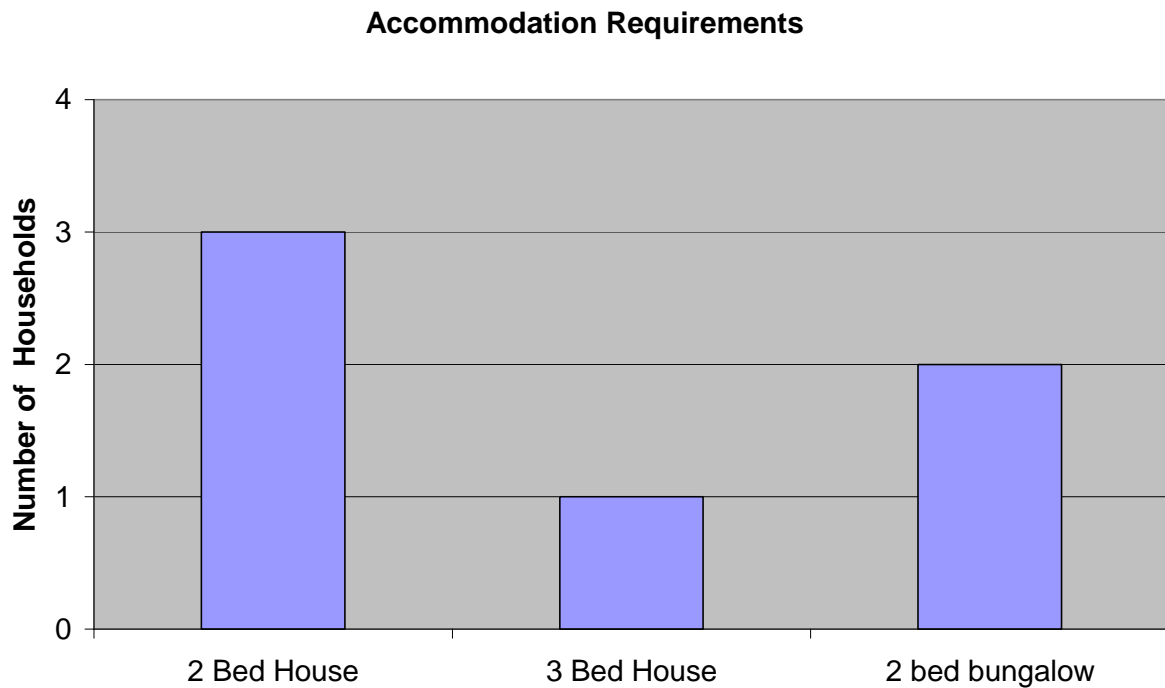 Accommodation Requirements
4
3
2
1
0
Number of Households
2 Bed House
3 Bed House
2 bed bungalow